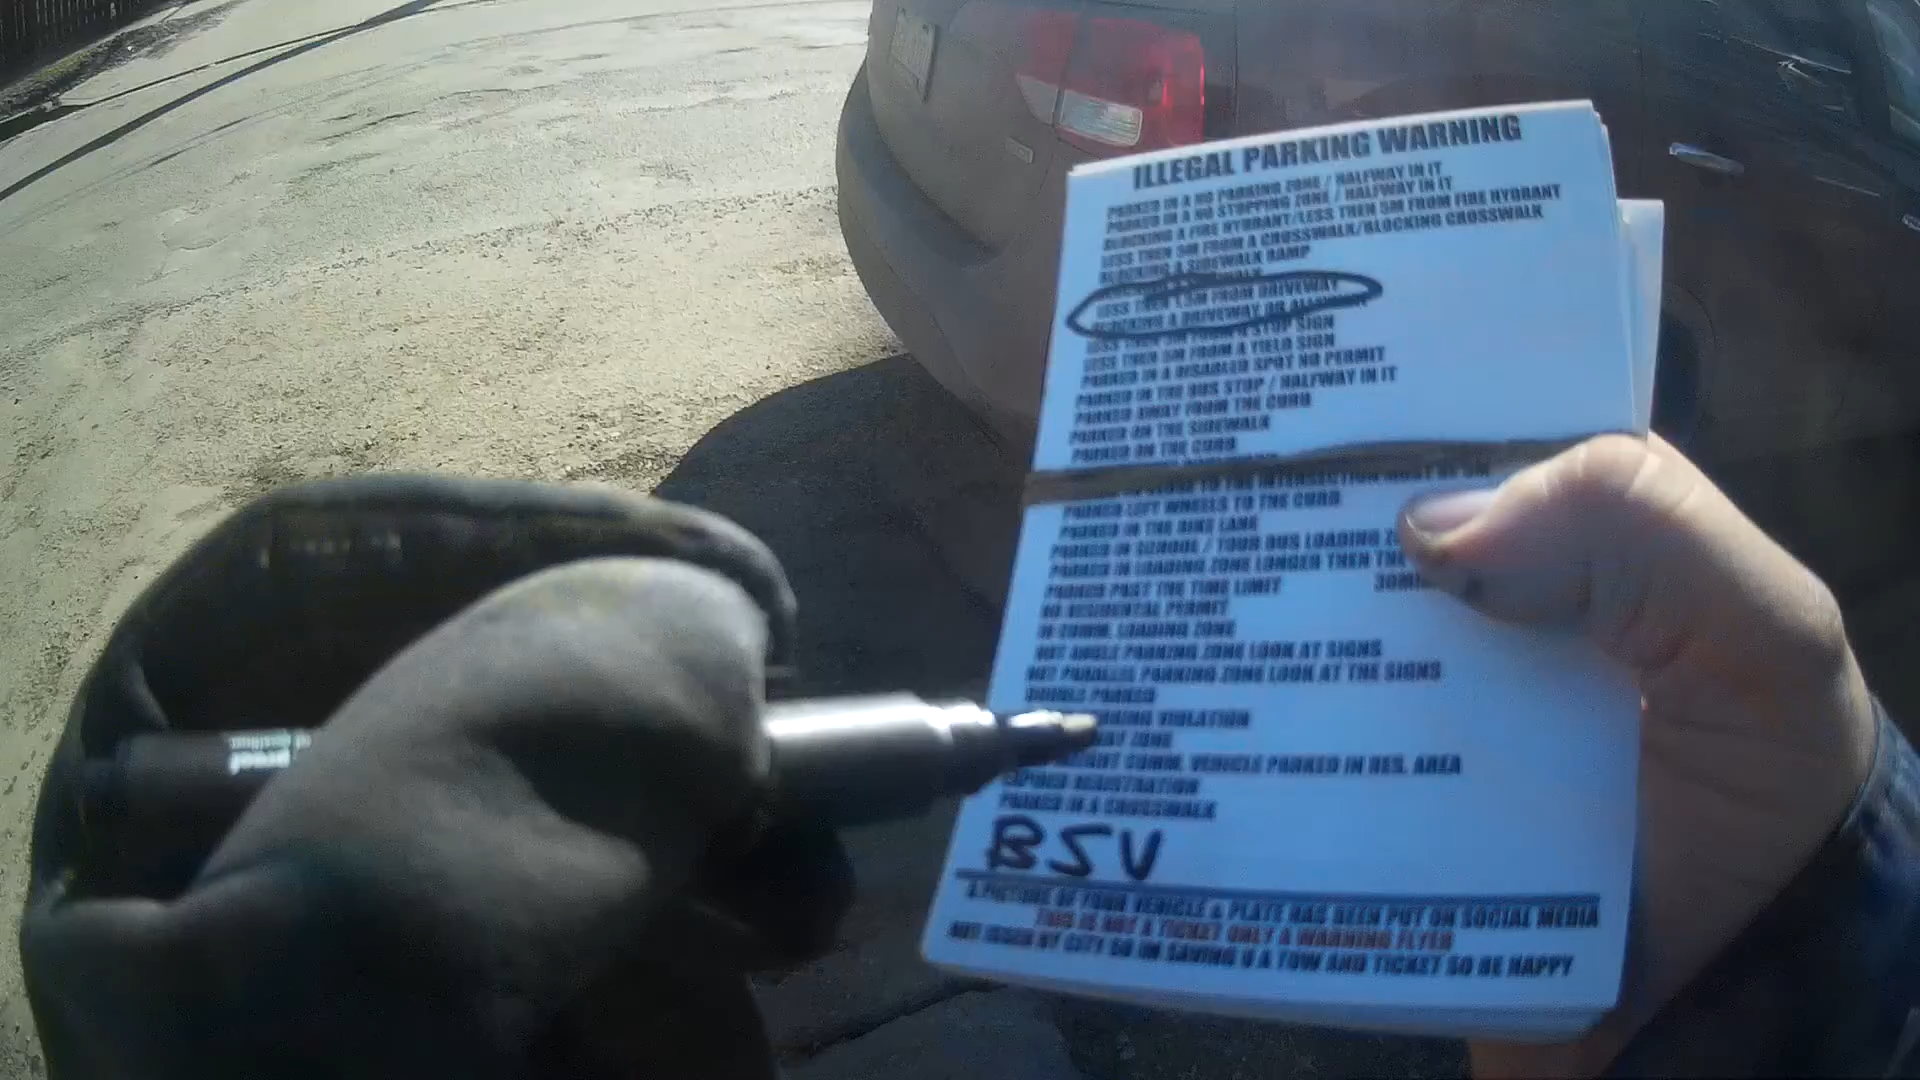 ILLEGAL PARKING WARNING
PARKED IN A NO PARKING ZONE / HALFWAY IN IT
PARKED IN A NO STOPPING ZONE / HALFWAY IN IT
BLOCKING A FIRE HYDRANT/LESS THEN 5M FROM FIRE HYDRANT
LESS THEN 5M FROM A CROSSWALK/BLOCKING CROSSWALK
BLOCKING A SIDEWALK RAMP
LESS THEN 1.5M FROM DRIVEWAY
BLOCKING A DRIVEWAY OR
LESS THEN STOP SIGN
LESS THEN 5M FROM A YIELD SIGN
PARKED IN A DISABLED SPOT NO PERMIT
PARKED IN THE BUS STOP / HALFWAY IN IT
PARKED AWAY FROM THE CURB
PARKED ON THE SIDEWALK
PARKED ON THE CURB
TO THE INTERSECTION MUST BE
PARKED LEFT WHEELS TO THE CURB
PARKED IN THE BIKE LANE
PARKED IN SCHOOL / TOUR BUS LOADING
PARKED IN LOADING ZONE LONGER THEN THE
PARKED PAST THE TIME LIMIT 30MI
NO RESIDENTIAL PERMIT
IN COMM. LOADING ZONE
NOT ANGLE PARKING ZONE LOOK AT SIGNS
NOT PARALLEL PARKING ZONE LOOK AT THE SIGNS
DOUBLE PARKED
VIOLATION
ZONE
COMM. VEHICLE PARKED IN RES. AREA
REGISTRATION
PARKED IN A CROSSWALK
BSV
A PICTURE OF YOUR VEHICLE & PLATE HAS BEEN PUT ON SOCIAL MEDIA
THIS IS NOT A TICKET ONLY A WARNING FLYER
NOT ISSUED BY CITY SO IM SAVING U A TOW AND TICKET SO BE HAPPY